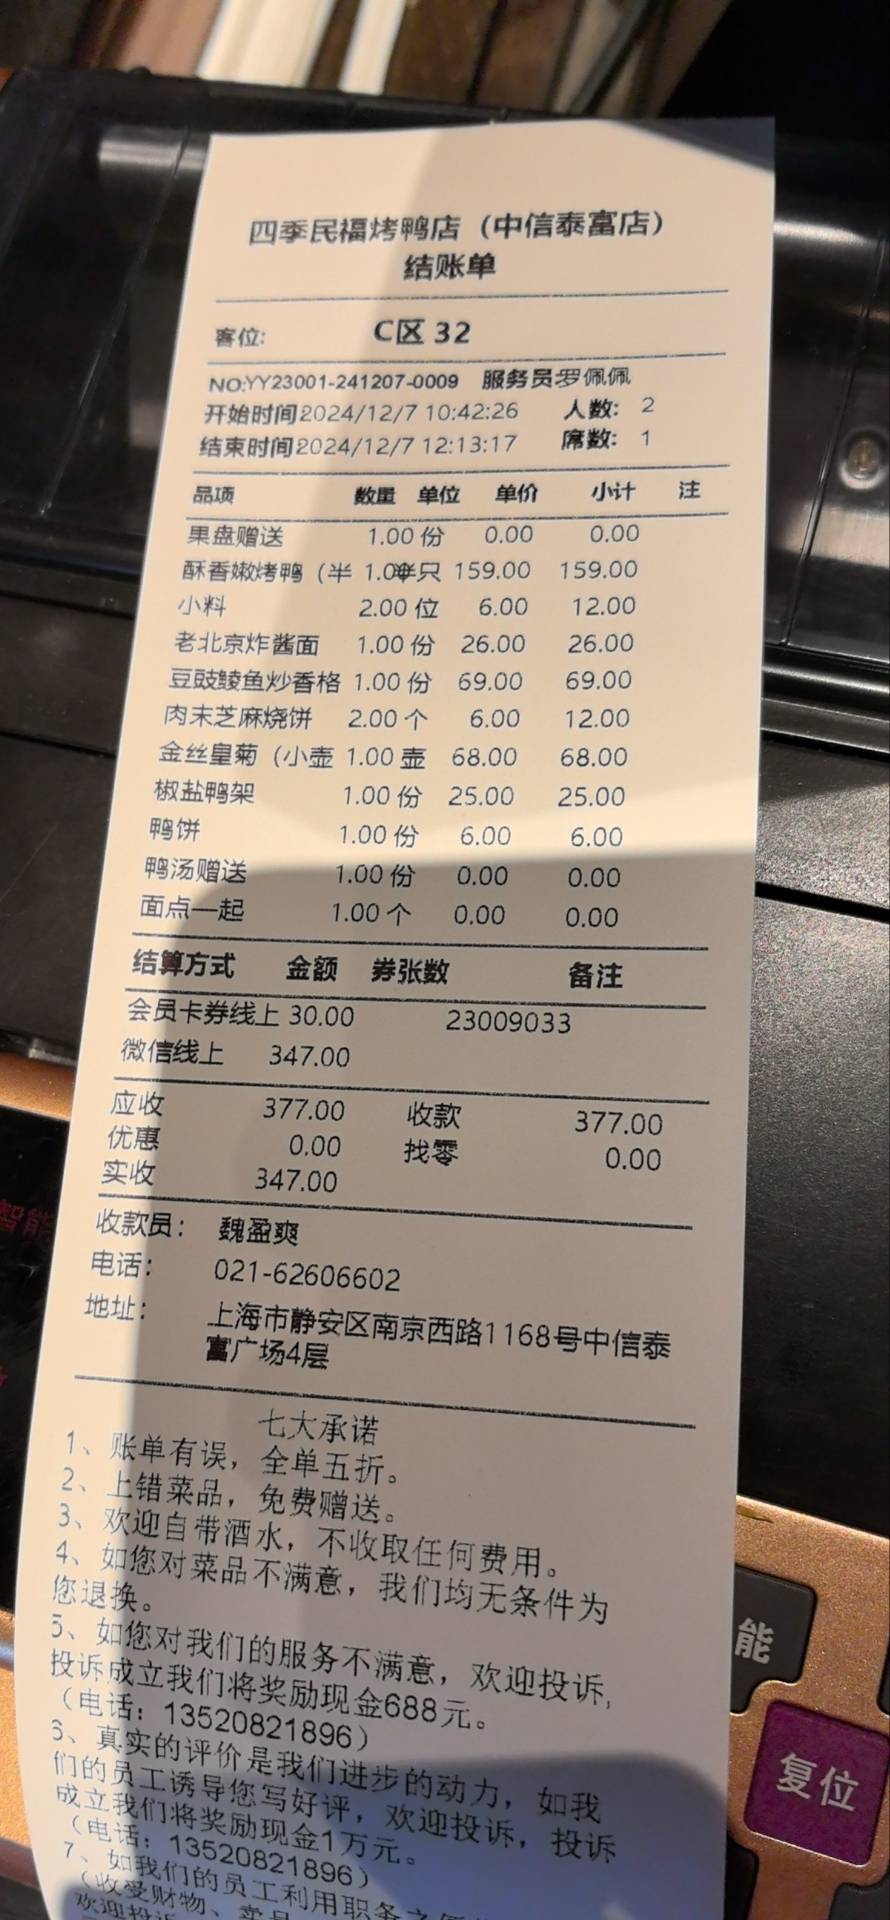 四季民福烤鸭店（中信泰富店）
结账单
客位: C区 32
NO:YY23001-241207-0009 服务员:罗佩佩
开始时间2024/12/7 10:42:26 人数: 2
结束时间2024/12/7 12:13:17 席数: 1
品项 数量 单位 单价 小计 注
果盘赠送 1.00 份 0.00 0.00
酥香嫩烤鸭（半 1.00半只 159.00 159.00
小料 2.00 位 6.00 12.00
老北京炸酱面 1.00 份 26.00 26.00
豆豉鲮鱼炒香格 1.00 份 69.00 69.00
肉末芝麻烧饼 2.00 个 6.00 12.00
金丝皇菊（小壶 1.00 壶 68.00 68.00
椒盐鸭架 1.00 份 25.00 25.00
鸭饼 1.00 份 6.00 6.00
鸭汤赠送 1.00 份 0.00 0.00
面点一起 1.00 个 0.00 0.00
结算方式 金额 券张数 备注
会员卡券线上 30.00 23009033
微信线上 347.00
应收 377.00 收款 377.00
优惠 0.00 找零 0.00
实收 347.00
收款员: 魏盈爽
电话: 021-62606602
地址: 上海市静安区南京西路1168号中信泰
富广场4层
七大承诺
1、账单有误，全单五折。
2、上错菜品，免费赠送。
3、欢迎自带酒水，不收取任何费用。
4、如您对菜品不满意，我们均无条件为
您退换。
5、如您对我们的服务不满意，欢迎投诉,
投诉成立我们将奖励现金688元。
（电话：13520821896）
6、真实的评价是我们进步的动力，如我
们的员工诱导您写好评，欢迎投诉，投诉
成立我们将奖励现金1万元。
（电话：13520821896）
7、如我们的员工利用职务之便
（收受财物、卖
欢迎投诉
智能
能
复位